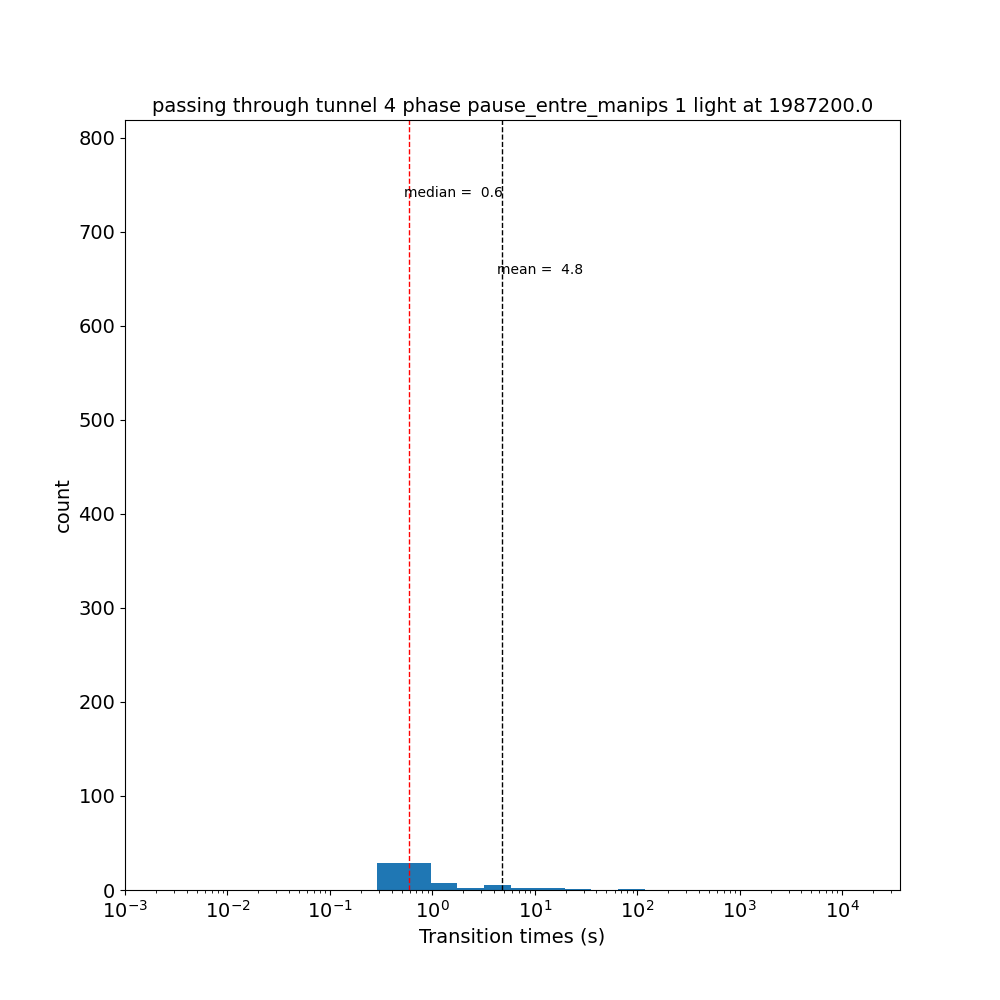 passing through tunnel 4 phase pause_entre_manips 1 light at 1987200.0
800
median =  0.6
700
mean =  4.8
600
500
count
400
300
200
100
0
10⁻³ 10⁻² 10⁻¹ 10⁰ 10¹ 10² 10³ 10⁴
Transition times (s)